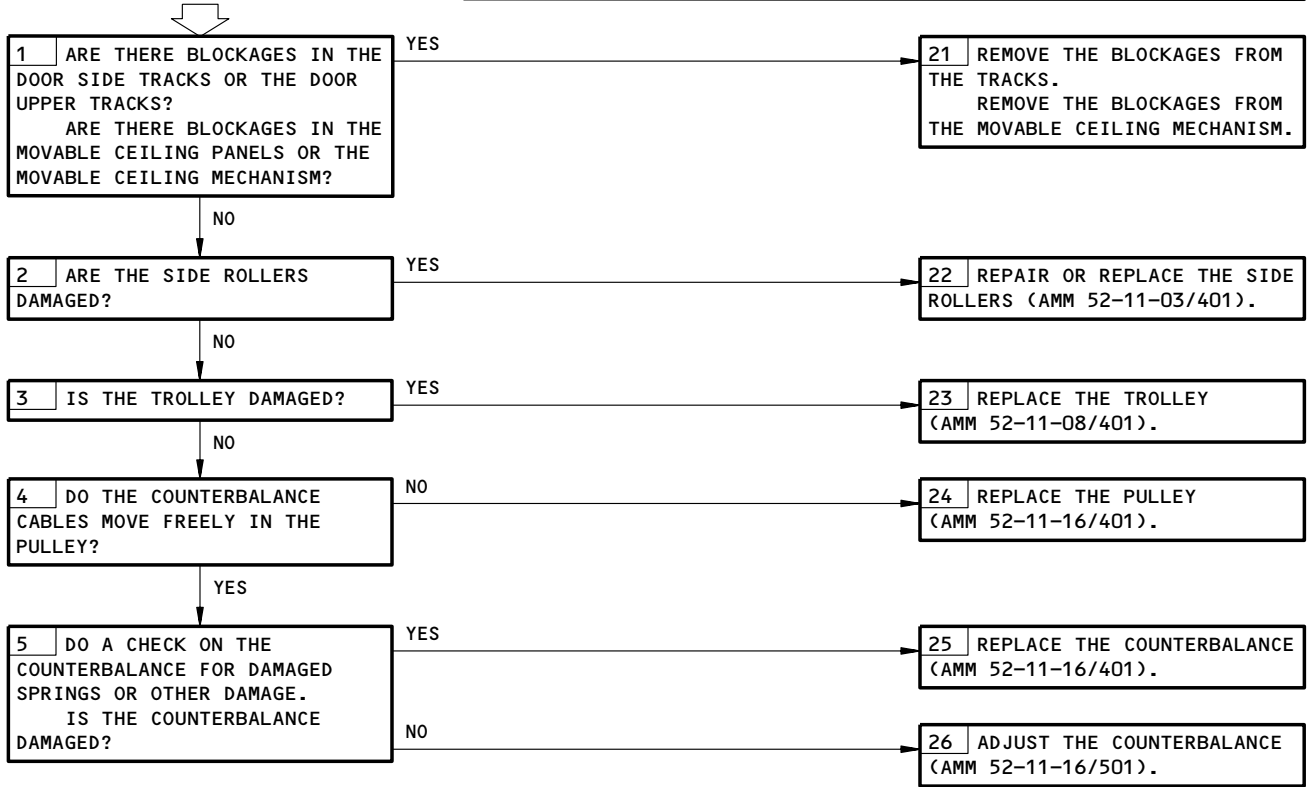 1 ARE THERE BLOCKAGES IN THE
DOOR SIDE TRACKS OR THE DOOR
UPPER TRACKS?
ARE THERE BLOCKAGES IN THE
MOVABLE CEILING PANELS OR THE
MOVABLE CEILING MECHANISM?
YES
21 REMOVE THE BLOCKAGES FROM
THE TRACKS.
REMOVE THE BLOCKAGES FROM
THE MOVABLE CEILING MECHANISM.
NO
2 ARE THE SIDE ROLLERS
DAMAGED?
YES
22 REPAIR OR REPLACE THE SIDE
ROLLERS (AMM 52-11-03/401).
NO
3 IS THE TROLLEY DAMAGED?
YES
23 REPLACE THE TROLLEY
(AMM 52-11-08/401).
NO
4 DO THE COUNTERBALANCE
CABLES MOVE FREELY IN THE
PULLEY?
NO
24 REPLACE THE PULLEY
(AMM 52-11-16/401).
YES
5 DO A CHECK ON THE
COUNTERBALANCE FOR DAMAGED
SPRINGS OR OTHER DAMAGE.
IS THE COUNTERBALANCE
DAMAGED?
YES
25 REPLACE THE COUNTERBALANCE
(AMM 52-11-16/401).
NO
26 ADJUST THE COUNTERBALANCE
(AMM 52-11-16/501).